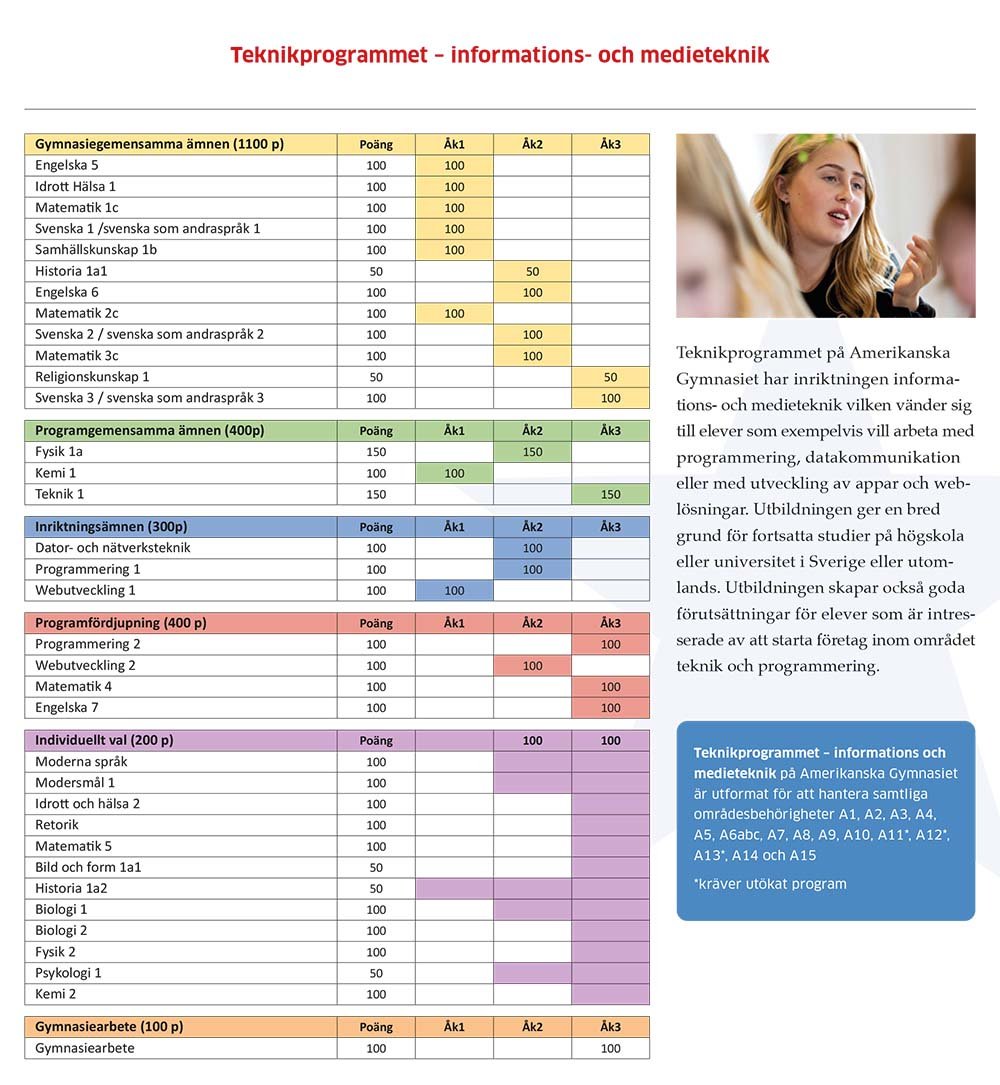 Teknikprogrammet – informations- och medieteknik
Gymnasiegemensamma ämnen (1100 p) Poäng Åk1 Åk2 Åk3
Engelska 5 100 100
Idrott Hälsa 1 100 100
Matematik 1c 100 100
Svenska 1 /svenska som andraspråk 1 100 100
Samhällskunskap 1b 100 100
Historia 1a1 50 50
Engelska 6 100 100
Matematik 2c 100 100
Svenska 2 / svenska som andraspråk 2 100 100
Matematik 3c 100 100
Religionskunskap 1 50 50
Svenska 3 / svenska som andraspråk 3 100 100
Programgemensamma ämnen (400p) Poäng Åk1 Åk2 Åk3
Fysik 1a 150 150
Kemi 1 100 100
Teknik 1 150 150
Inriktningsämnen (300p) Poäng Åk1 Åk2 Åk3
Dator- och nätverksteknik 100 100
Programmering 1 100 100
Webutveckling 1 100 100
Programfördjupning (400 p) Poäng Åk1 Åk2 Åk3
Programmering 2 100 100
Webutveckling 2 100 100
Matematik 4 100 100
Engelska 7 100 100
Individuellt val (200 p) Poäng 100 100
Moderna språk 100
Modersmål 1 100
Idrott och hälsa 2 100
Retorik 100
Matematik 5 100
Bild och form 1a1 50
Historia 1a2 50
Biologi 1 100
Biologi 2 100
Fysik 2 100
Psykologi 1 50
Kemi 2 100
Gymnasiearbete (100 p) Poäng Åk1 Åk2 Åk3
Gymnasiearbete 100 100
Teknikprogrammet på Amerikanska
Gymnasiet har inriktningen informa-
tions- och medieteknik vilken vänder sig
till elever som exempelvis vill arbeta med
programmering, datakommunikation
eller med utveckling av appar och web-
lösningar. Utbildningen ger en bred
grund för fortsatta studier på högskola
eller universitet i Sverige eller utom-
lands. Utbildningen skapar också goda
förutsättningar för elever som är intres-
serade av att starta företag inom området
teknik och programmering.
Teknikprogrammet – informations och
medieteknik på Amerikanska Gymnasiet
är utformat för att hantera samtliga
områdesbehörigheter A1, A2, A3, A4,
A5, A6abc, A7, A8, A9, A10, A11*, A12*,
A13*, A14 och A15
*kräver utökat program